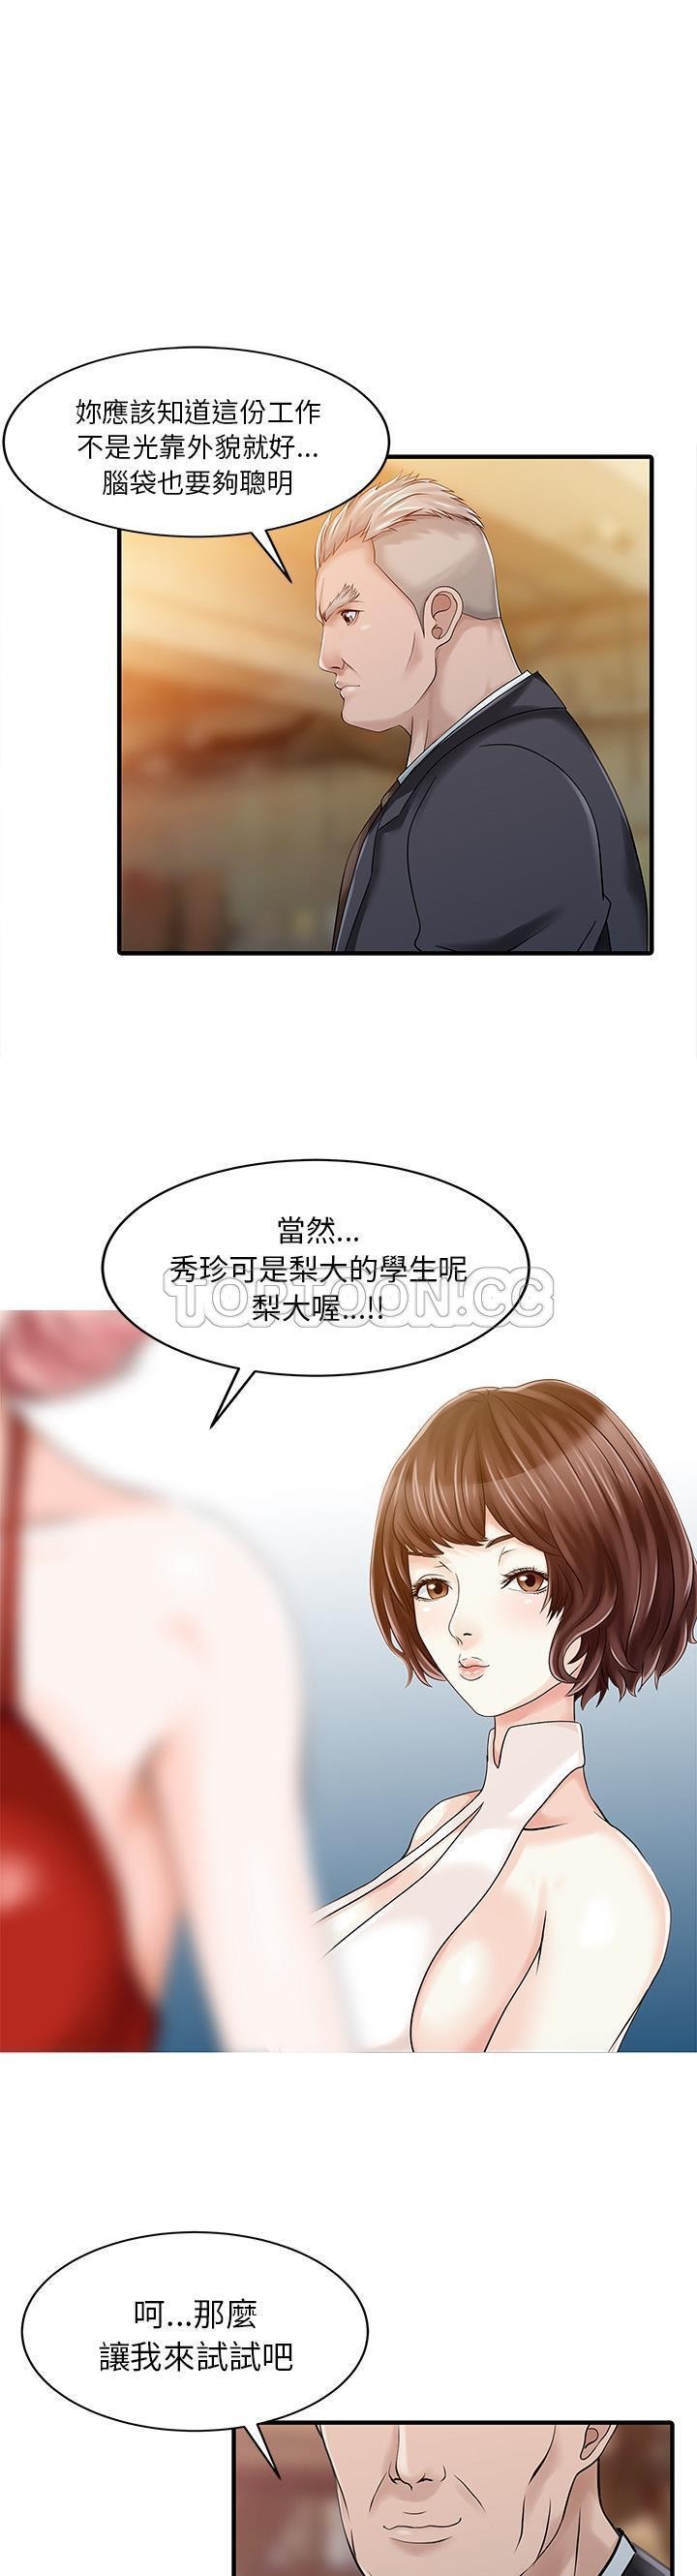 妳應該知道這份工作
不是光靠外貌就好...
腦袋也要夠聰明
當然...
秀珍可是梨大的學生呢
TOPTOON.CC
梨大喔...!!
呵...那麼
讓我來試試吧